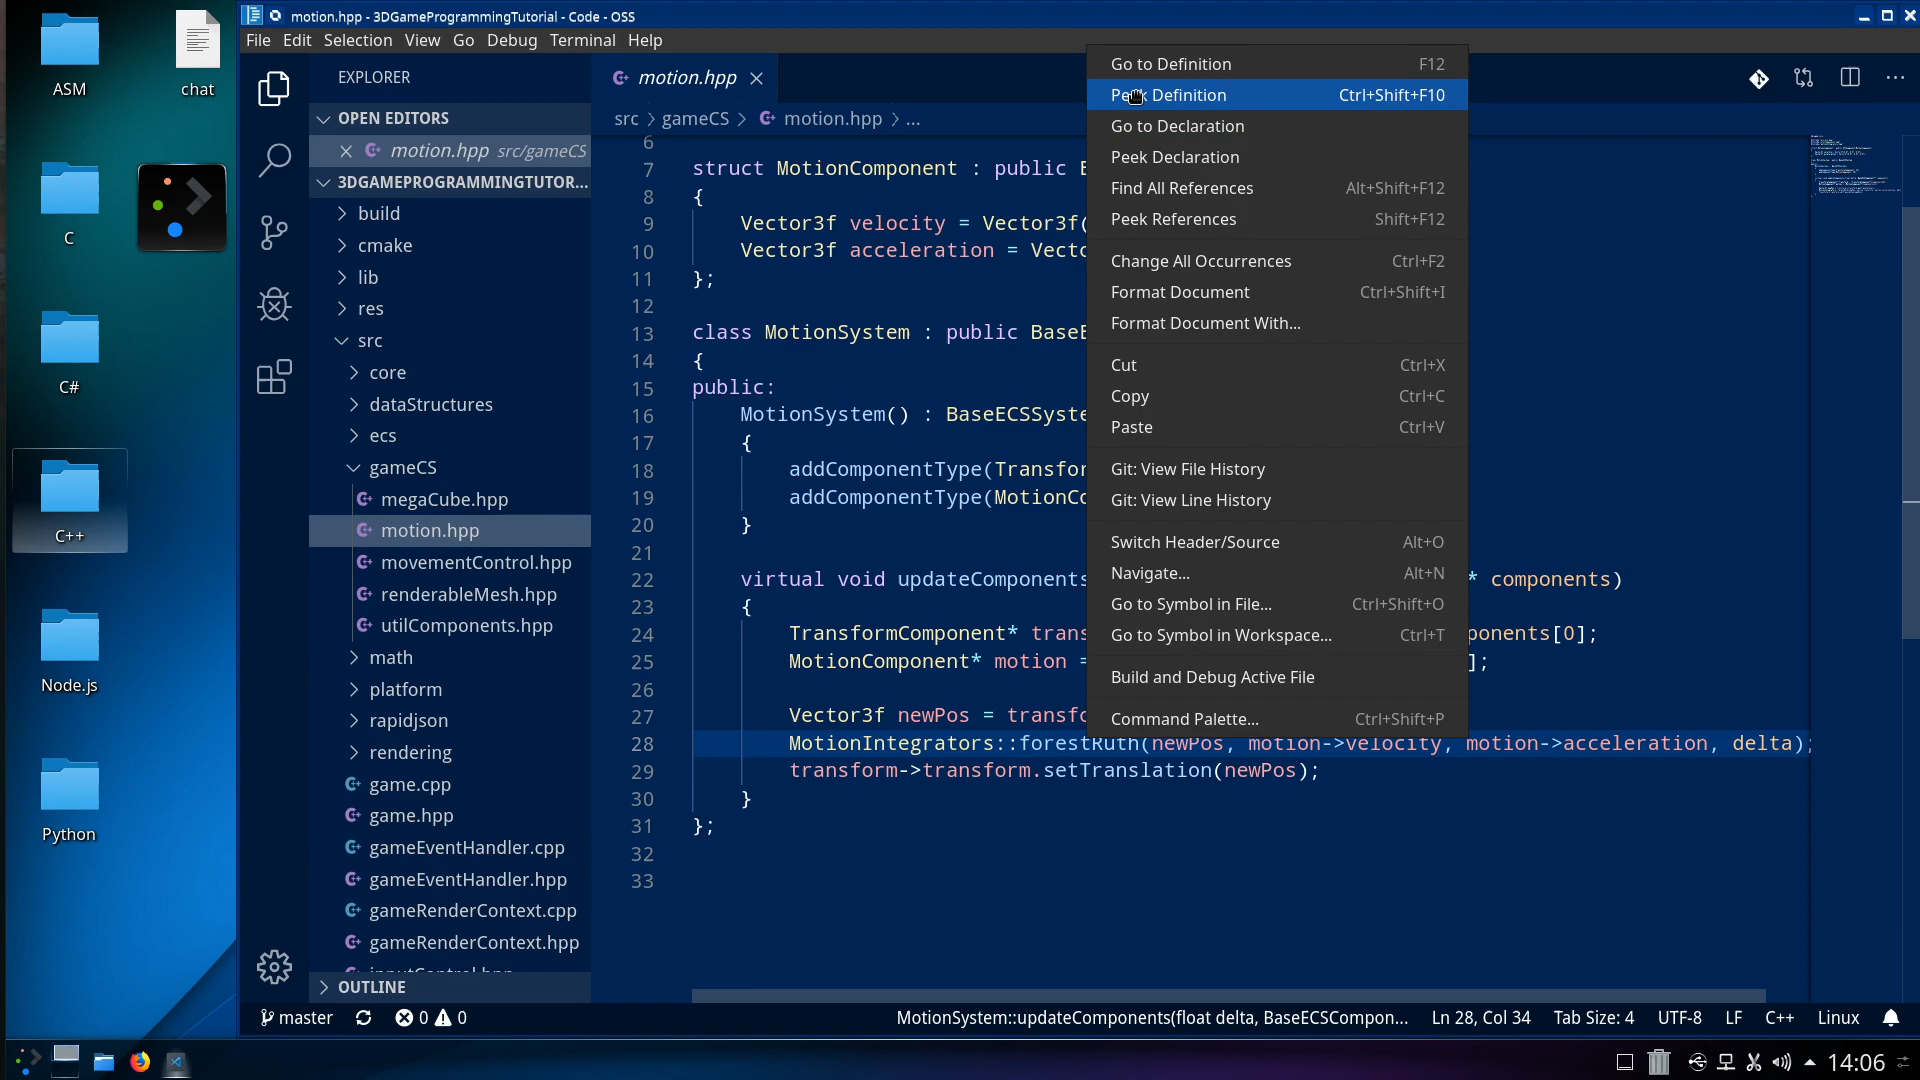 motion.hpp - 3DGameProgrammingTutorial - Code - OSS
File Edit Selection View Go Debug Terminal Help
ASM
chat
C
C#
C++
Node.js
Python
EXPLORER
OPEN EDITORS
motion.hpp src/gameCS
3DGAMEPROGRAMMINGTUTOR...
build
cmake
lib
res
src
core
dataStructures
ecs
gameCS
megaCube.hpp
motion.hpp
movementControl.hpp
renderableMesh.hpp
utilComponents.hpp
math
platform
rapidjson
rendering
game.cpp
game.hpp
gameEventHandler.cpp
gameEventHandler.hpp
gameRenderContext.cpp
gameRenderContext.hpp
OUTLINE
motion.hpp
src > gameCS > motion.hpp > ...
6
7 struct MotionComponent : public
8 {
9 Vector3f velocity = Vector3f(
10 Vector3f acceleration = Vect
11 };
12
13 class MotionSystem : public Base
14 {
15 public:
16 MotionSystem() : BaseECSSyste
17 {
18 addComponentType(Transfor
19 addComponentType(MotionCo
20 }
21
22 virtual void updateComponents * components)
23 {
24 TransformComponent* trans ponents[0];
25 MotionComponent* motion = ];
26
27 Vector3f newPos = transfo
28 MotionIntegrators::forestRuth(newPos, motion->velocity, motion->acceleration, delta);
29 transform->transform.setTranslation(newPos);
30 }
31 };
32
33
Go to Definition F12
Peek Definition Ctrl+Shift+F10
Go to Declaration
Peek Declaration
Find All References Alt+Shift+F12
Peek References Shift+F12
Change All Occurrences Ctrl+F2
Format Document Ctrl+Shift+I
Format Document With...
Cut Ctrl+X
Copy Ctrl+C
Paste Ctrl+V
Git: View File History
Git: View Line History
Switch Header/Source Alt+O
Navigate... Alt+N
Go to Symbol in File... Ctrl+Shift+O
Go to Symbol in Workspace... Ctrl+T
Build and Debug Active File
Command Palette... Ctrl+Shift+P
master 0 0 MotionSystem::updateComponents(float delta, BaseECSCompon... Ln 28, Col 34 Tab Size: 4 UTF-8 LF C++ Linux
14:06